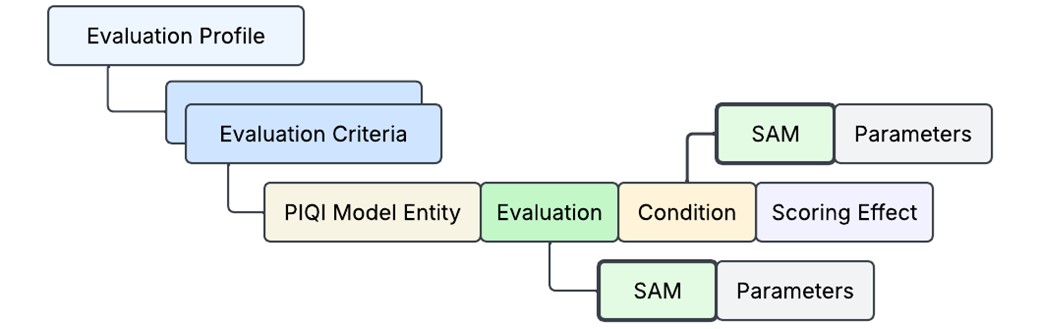 Evaluation Profile
Evaluation Criteria
SAM Parameters
PIQI Model Entity Evaluation Condition Scoring Effect
SAM Parameters